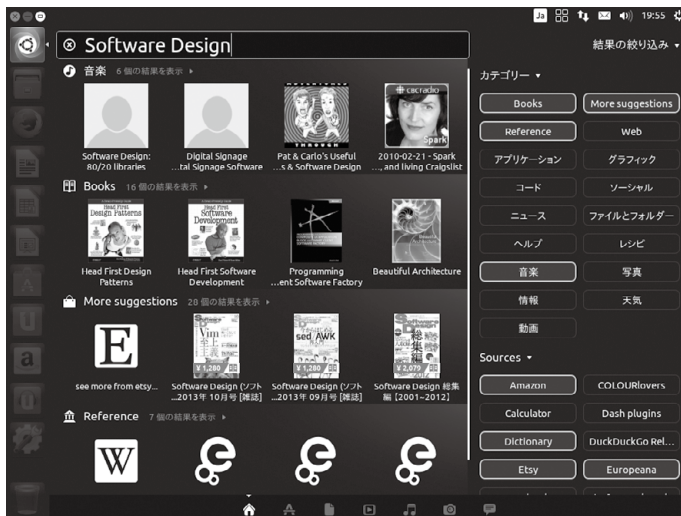 Ja
19:55
Software Design
結果の絞り込み
音楽 6 個の結果を表示
Software Design: 80/20 libraries
Digital Signage ...tal Signage Software
Pat & Carlo's Useful ...s & Software Design
2010-02-21 - Spark ..., and living Craigslist
cbcradio
Spark
Books 16 個の結果を表示
Head First Design Patterns
Head First Software Development
Programming ...ent Software Factory
Beautiful Architecture
More suggestions 28 個の結果を表示
E
¥ 1,280
¥ 1,280
¥ 2,079
see more from etsy...
Software Design (ソフト ...2013年 10月号 [雑誌]
Software Design (ソフト ...2013年 09月号 [雑誌]
Software Design 総集編 【2001~2012】
Reference 7 個の結果を表示
W
カテゴリー
Books
More suggestions
Reference
Web
アプリケーション
グラフィック
コード
ソーシャル
ニュース
ファイルとフォルダー
ヘルプ
レシピ
音楽
写真
情報
天気
動画
Sources
Amazon
COLOURlovers
Calculator
Dash plugins
Dictionary
DuckDuckGo Rel...
Etsy
Europeana